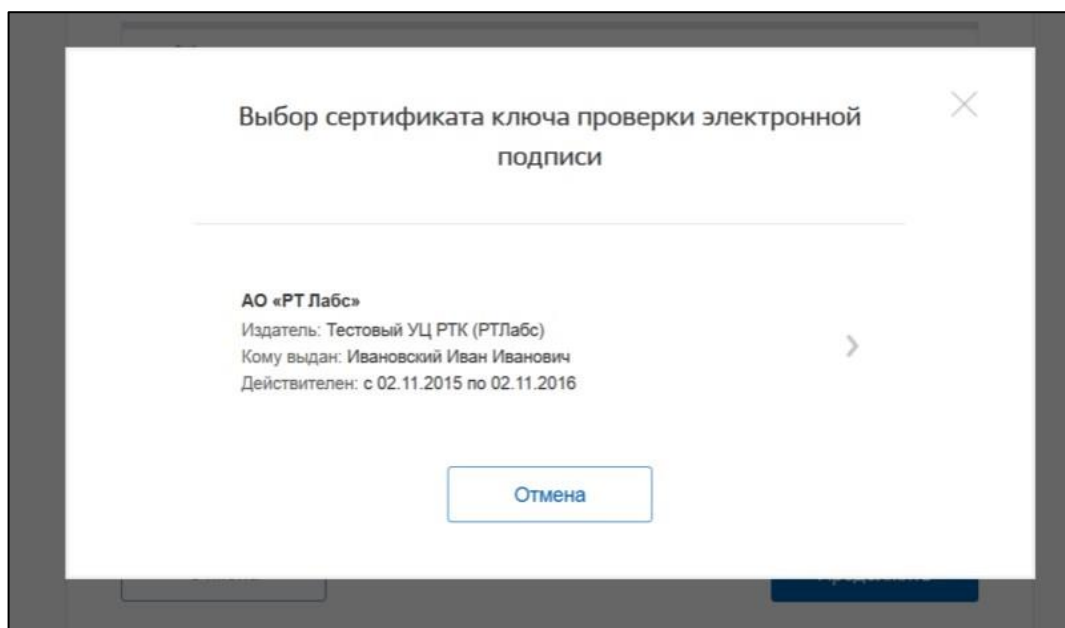 Выбор сертификата ключа проверки электронной
подписи
АО «РТ Лабс»
Издатель: Тестовый УЦ РТК (РТЛабс)
Кому выдан: Ивановский Иван Иванович
Действителен: с 02.11.2015 по 02.11.2016
Отмена